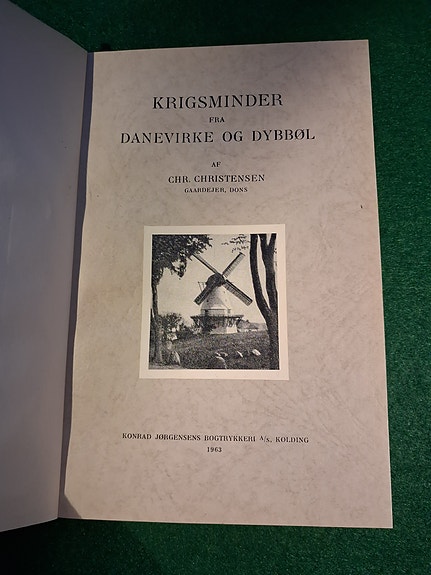 KRIGSMINDER
FRA
DANEVIRKE OG DYBBØL
AF
CHR. CHRISTENSEN
GAARDEJER, DONS
KONRAD JØRGENSENS BOGTRYKKERI A/S, KOLDING
1963